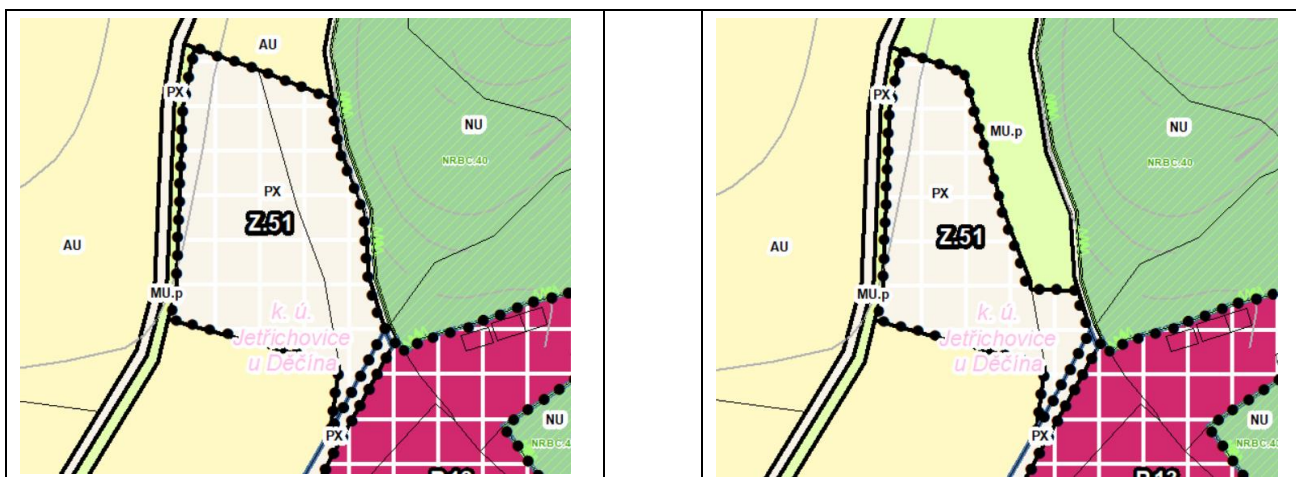 AU
PX
NU
NRBC.40
PX
Z.51
AU
MU.p
k. ú.
Jetřichovice
u Děčína
NU
PX
AU
PX
MU.p
NU
NRBC.40
PX
Z.51
MU.p
k. ú.
Jetřichovice
u Děčína
NU
PX